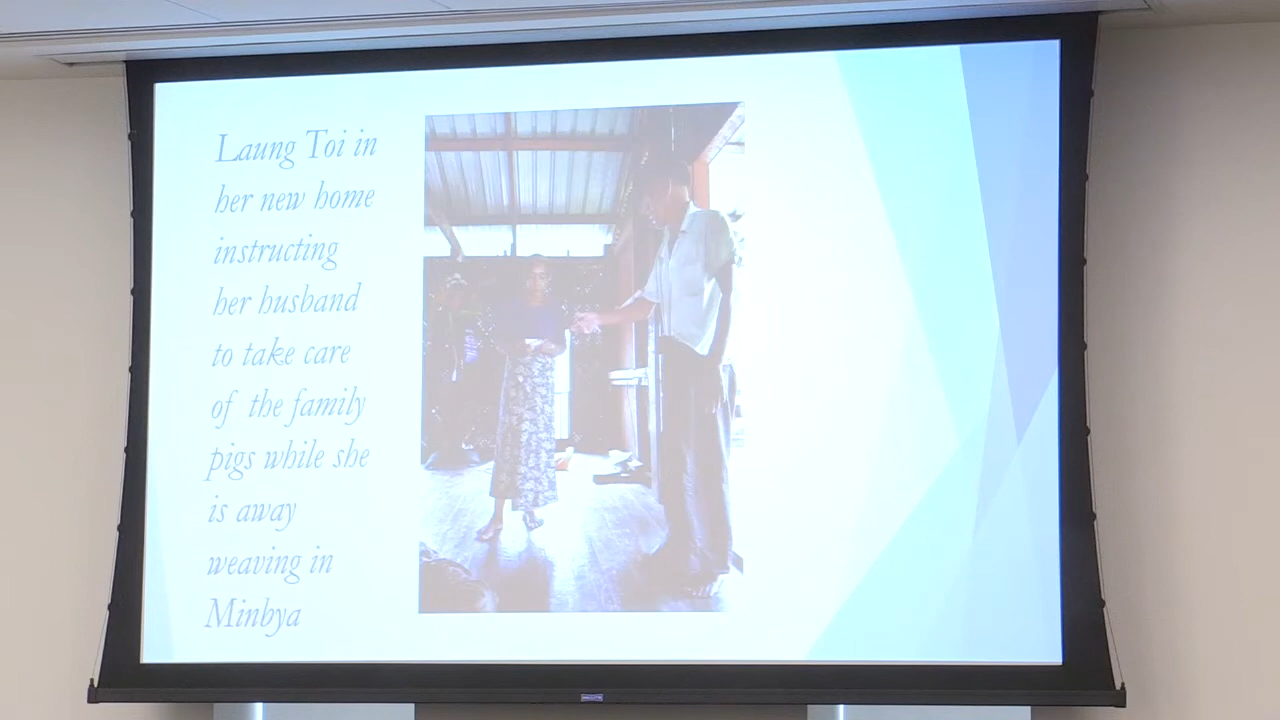 Laung Toi in
her new home
instructing
her husband
to take care
of the family
pigs while she
is away
weaving in
Minbya